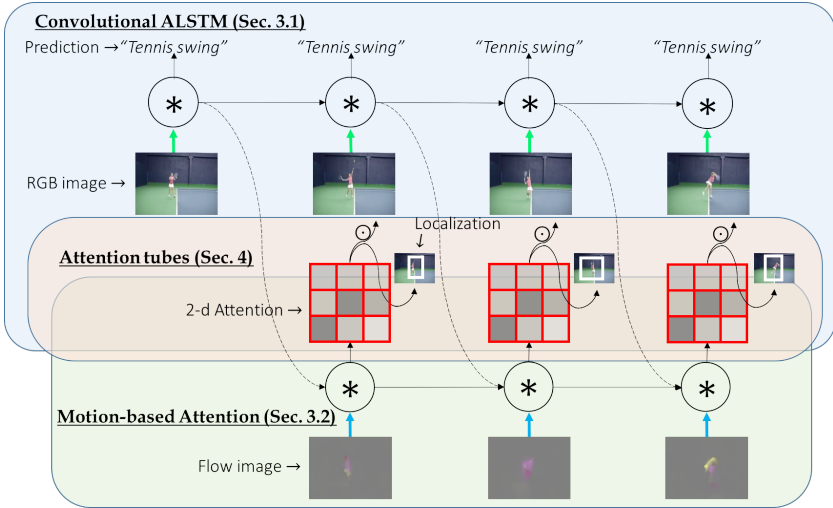 Convolutional ALSTM (Sec. 3.1)
Prediction → “Tennis swing” “Tennis swing” “Tennis swing” “Tennis swing”
* * * *
RGB image →
Localization
Attention tubes (Sec. 4)
2-d Attention →
* * *
Motion-based Attention (Sec. 3.2)
Flow image →